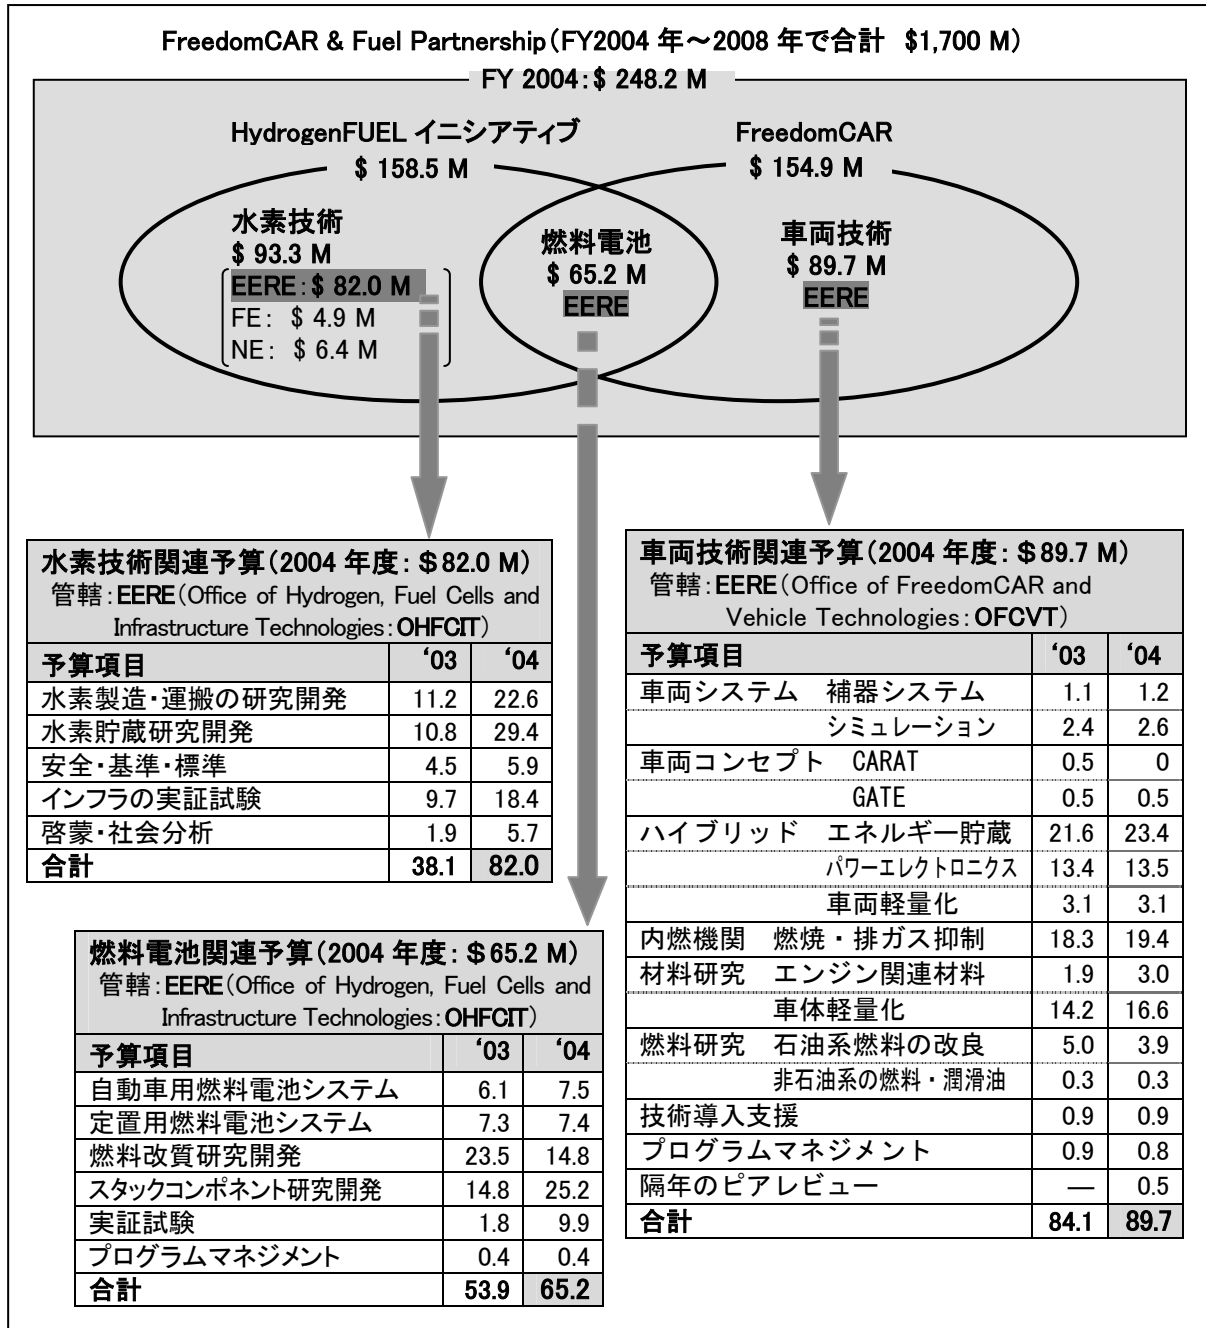 FreedomCAR & Fuel Partnership(FY2004 年～2008 年で合計 $1,700 M)
FY 2004:$ 248.2 M
HydrogenFUEL イニシアティブ
$ 158.5 M
FreedomCAR
$ 154.9 M
水素技術
$ 93.3 M
EERE:$ 82.0 M
FE: $ 4.9 M
NE: $ 6.4 M
燃料電池
$ 65.2 M
EERE
車両技術
$ 89.7 M
EERE
水素技術関連予算(2004 年度:$82.0 M)
管轄:EERE(Office of Hydrogen, Fuel Cells and
Infrastructure Technologies:OHFCIT)
予算項目 ‘03 ‘04
水素製造・運搬の研究開発 11.2 22.6
水素貯蔵研究開発 10.8 29.4
安全・基準・標準 4.5 5.9
インフラの実証試験 9.7 18.4
啓蒙・社会分析 1.9 5.7
合計 38.1 82.0
燃料電池関連予算(2004 年度:$65.2 M)
管轄:EERE(Office of Hydrogen, Fuel Cells and
Infrastructure Technologies:OHFCIT)
予算項目 ‘03 ‘04
自動車用燃料電池システム 6.1 7.5
定置用燃料電池システム 7.3 7.4
燃料改質研究開発 23.5 14.8
スタックコンポネント研究開発 14.8 25.2
実証試験 1.8 9.9
プログラムマネジメント 0.4 0.4
合計 53.9 65.2
車両技術関連予算(2004 年度:$89.7 M)
管轄:EERE(Office of FreedomCAR and
Vehicle Technologies:OFCVT)
予算項目 ‘03 ‘04
車両システム 補器システム 1.1 1.2
シミュレーション 2.4 2.6
車両コンセプト CARAT 0.5 0
GATE 0.5 0.5
ハイブリッド エネルギー貯蔵 21.6 23.4
パワーエレクトロニクス 13.4 13.5
車両軽量化 3.1 3.1
内燃機関 燃焼・排ガス抑制 18.3 19.4
材料研究 エンジン関連材料 1.9 3.0
車体軽量化 14.2 16.6
燃料研究 石油系燃料の改良 5.0 3.9
非石油系の燃料・潤滑油 0.3 0.3
技術導入支援 0.9 0.9
プログラムマネジメント 0.9 0.8
隔年のピアレビュー — 0.5
合計 84.1 89.7